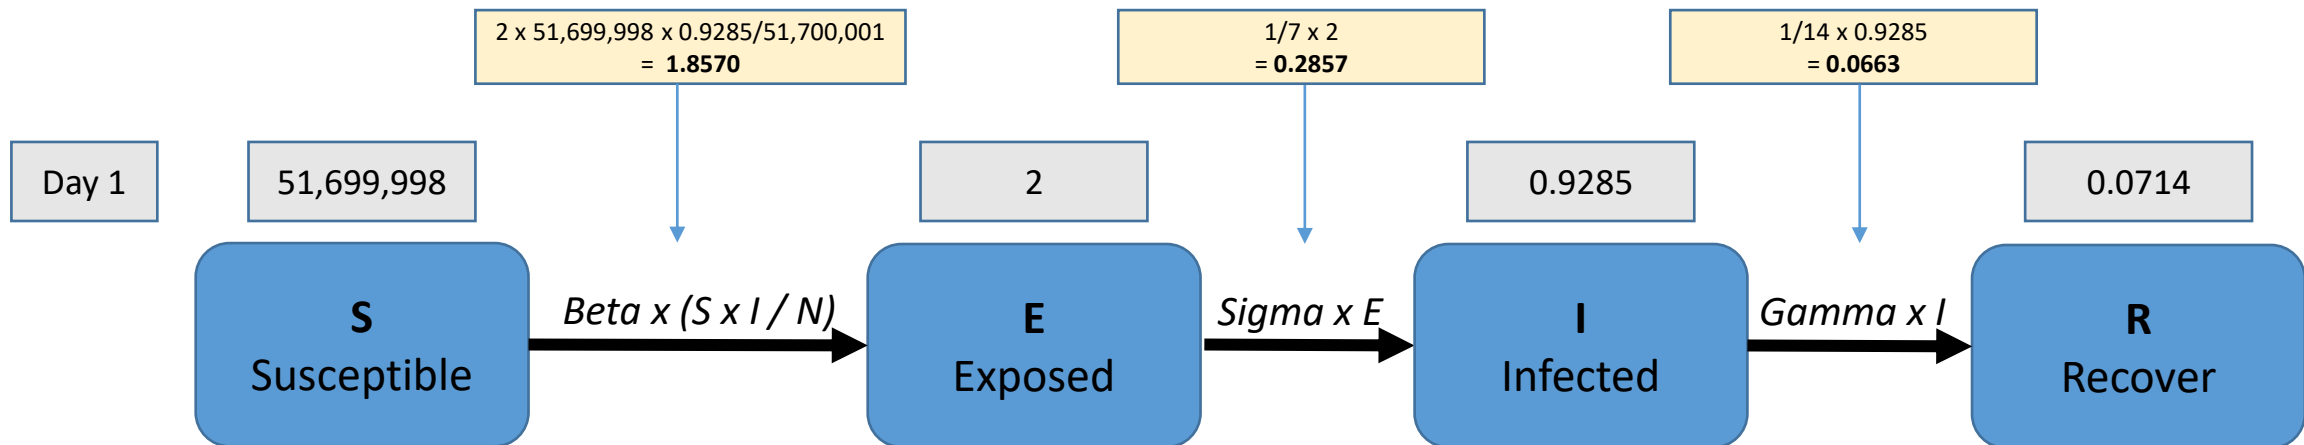 2 x 51,699,998 x 0.9285/51,700,001
= 1.8570
1/7 x 2
= 0.2857
1/14 x 0.9285
= 0.0663
Day 1
51,699,998
2
0.9285
0.0714
S
Susceptible
Beta x (S x I / N)
E
Exposed
Sigma x E
I
Infected
Gamma x I
R
Recover